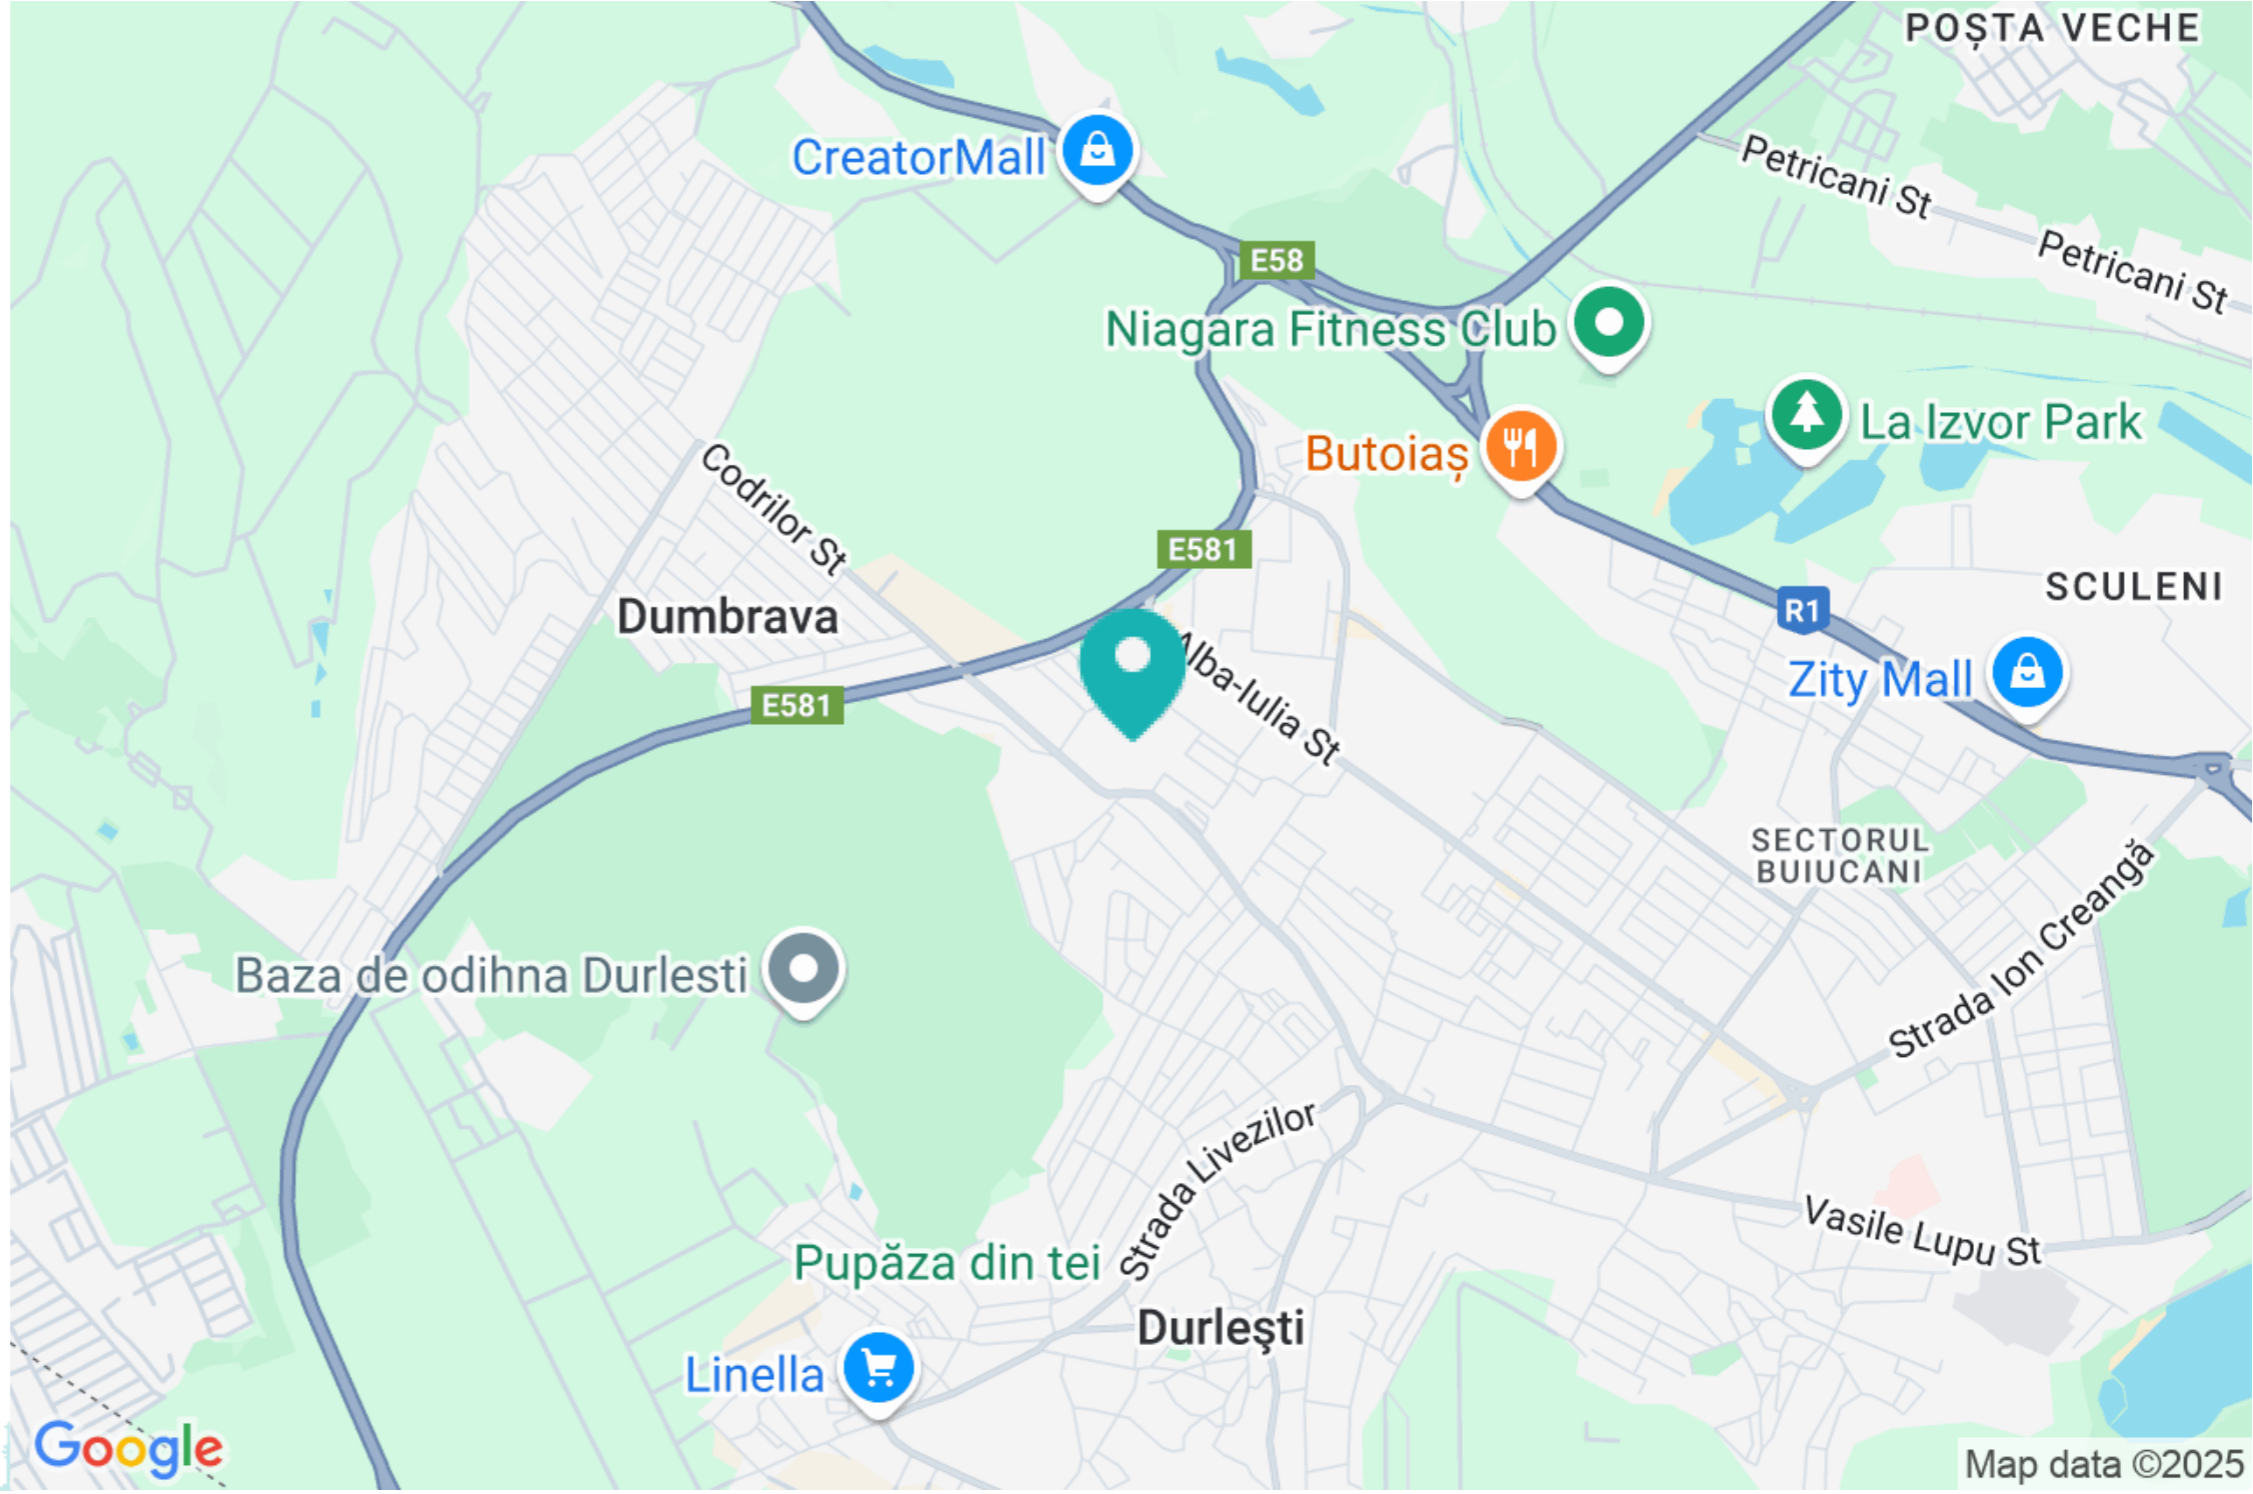 POȘTA VECHE
CreatorMall
Petricani St
Petricani St
E58
Niagara Fitness Club
La Izvor Park
Butoiaș
Codrilor St
E581
SCULENI
Dumbrava
R1
Alba-Iulia St
Zity Mall
E581
SECTORUL
BUIUCANI
Strada Ion Creangă
Baza de odihna Durlesti
Strada Livezilor
Vasile Lupu St
Pupăza din tei
Durleşti
Linella
Google
Map data ©2025